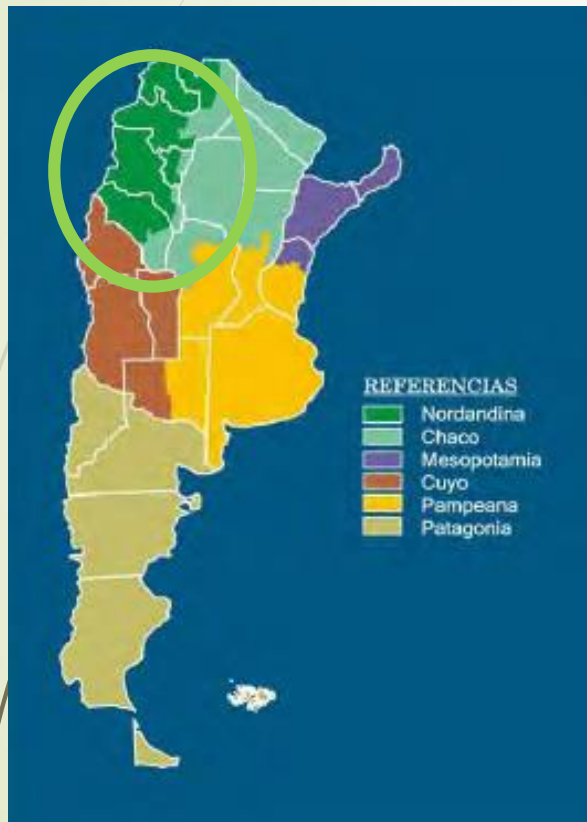 REFERENCIAS
Nordandina
Chaco
Mesopotamia
Cuyo
Pampeana
Patagonia